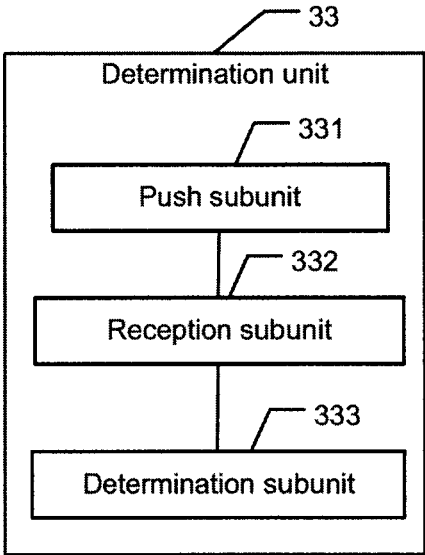 33
Determination unit
331
Push subunit
332
Reception subunit
333
Determination subunit